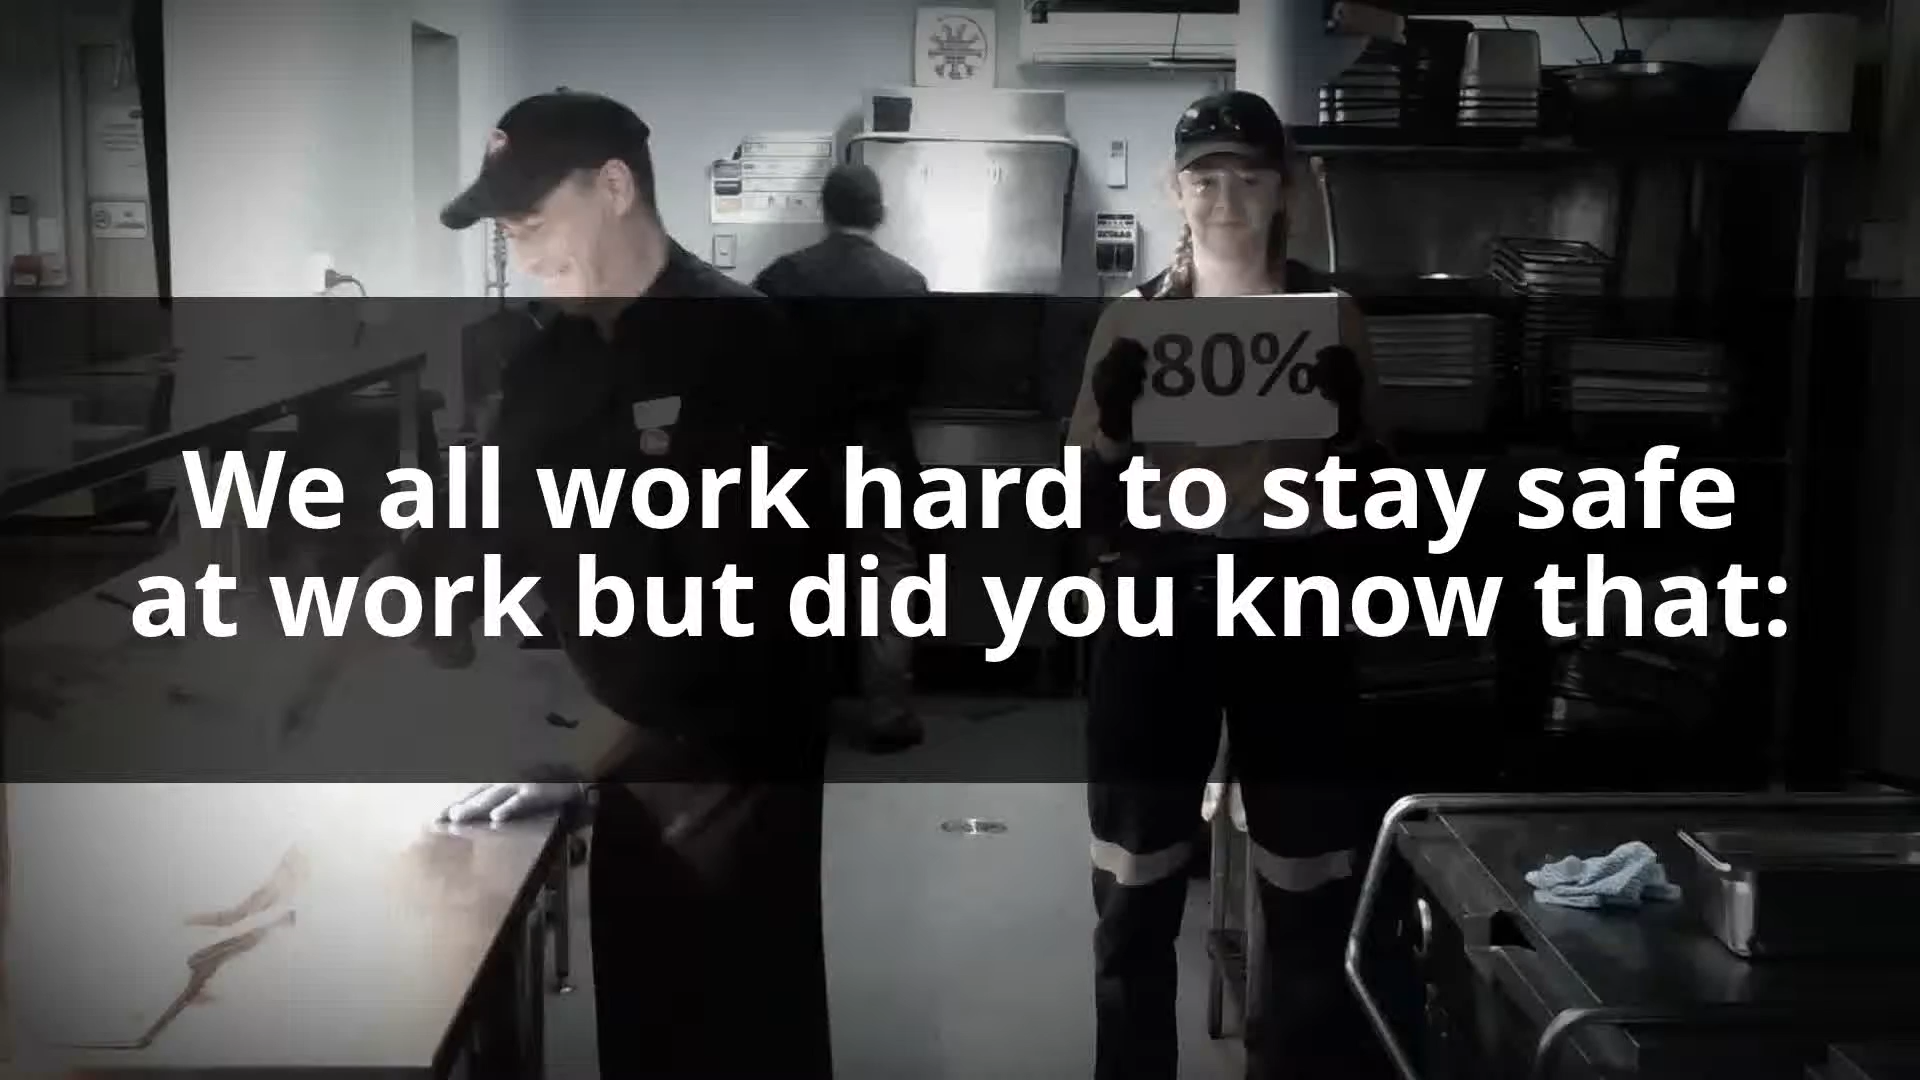 80%
We all work hard to stay safe
at work but did you know that: